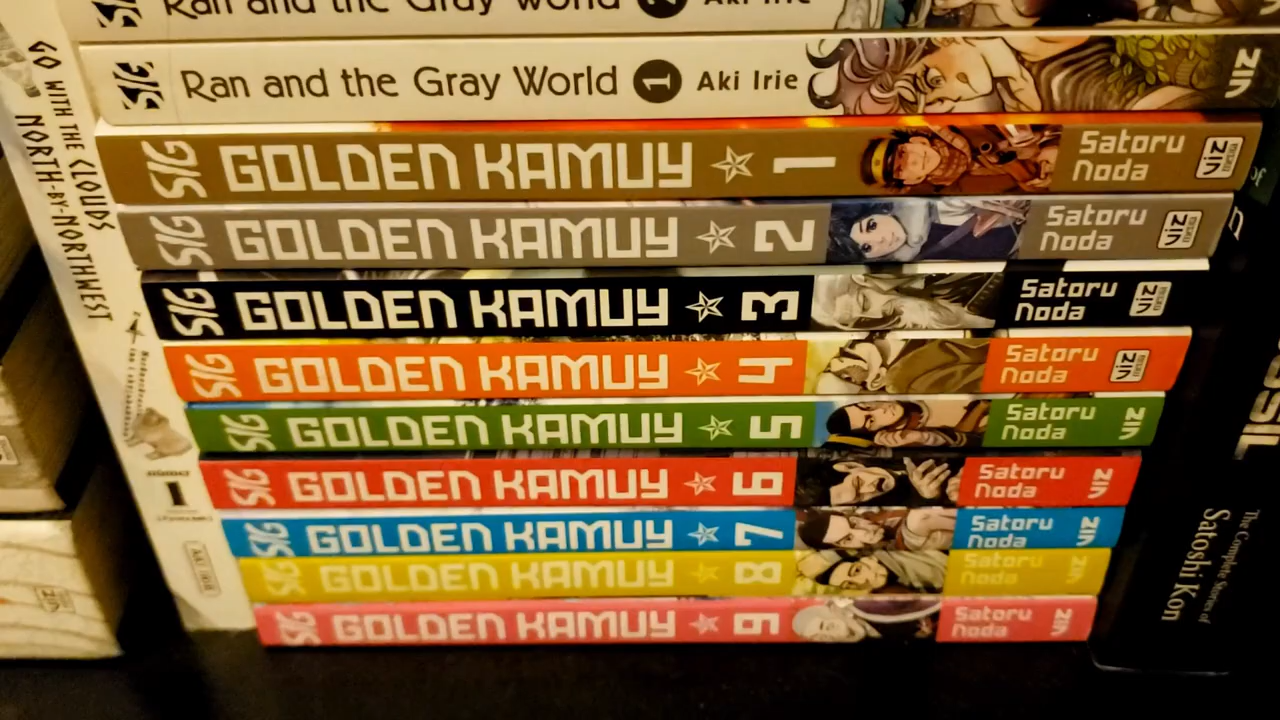 Ran and the Gray World 2 Aki Irie
SIG Ran and the Gray World 1 Aki Irie VIZ
SIG GOLDEN KAMUY 1 Satoru Noda VIZ
SIG GOLDEN KAMUY 2 Satoru Noda VIZ
SIG GOLDEN KAMUY 3 Satoru Noda VIZ
SIG GOLDEN KAMUY 4 Satoru Noda VIZ
SIG GOLDEN KAMUY 5 Satoru Noda VIZ
SIG GOLDEN KAMUY 6 Satoru Noda VIZ
SIG GOLDEN KAMUY 7 Satoru Noda VIZ
SIG GOLDEN KAMUY 8 Satoru Noda VIZ
SIG GOLDEN KAMUY 9 Satoru Noda VIZ
GO WITH THE CLOUDS
NORTH-BY-NORTHWEST
1
The Complete Stories of
Satoshi Kon